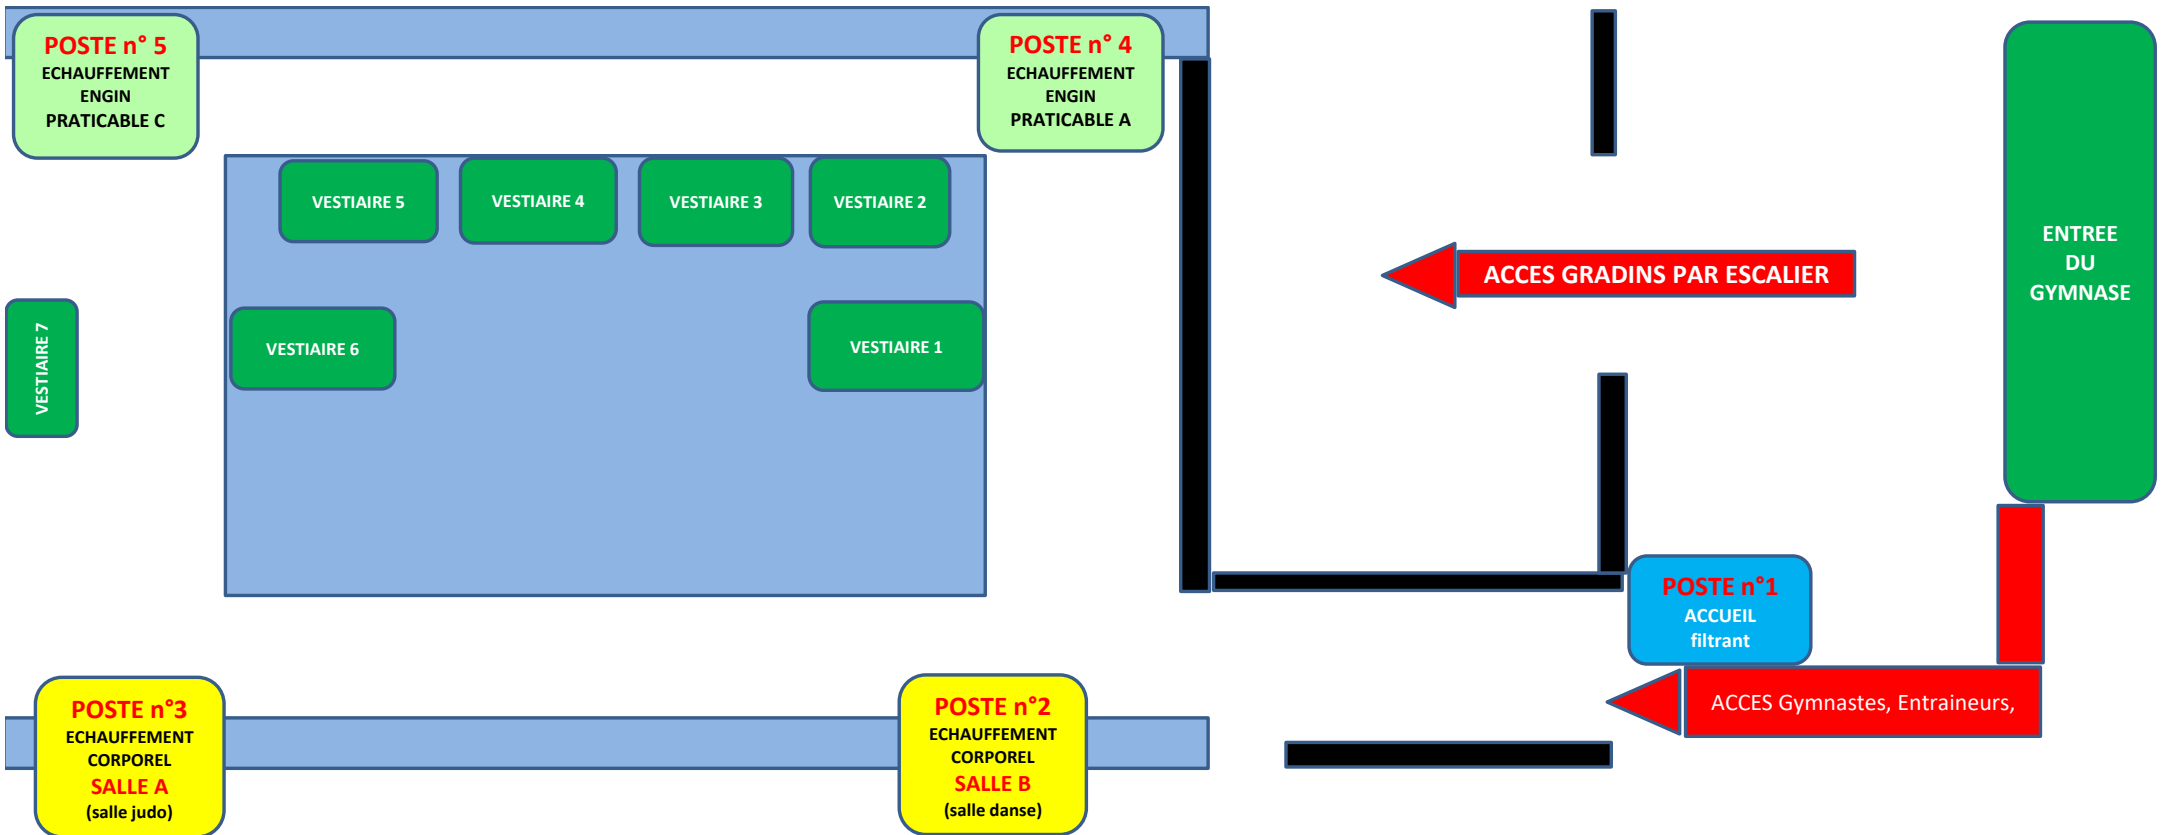 POSTE n° 5
ECHAUFFEMENT
ENGIN
PRATICABLE C
POSTE n° 4
ECHAUFFEMENT
ENGIN
PRATICABLE A
VESTIAIRE 5
VESTIAIRE 4
VESTIAIRE 3
VESTIAIRE 2
ENTREE
DU
GYMNASE
ACCES GRADINS PAR ESCALIER
VESTIAIRE 7
VESTIAIRE 6
VESTIAIRE 1
POSTE n°1
ACCUEIL
filtrant
ACCES Gymnastes, Entraineurs,
POSTE n°3
ECHAUFFEMENT
CORPOREL
SALLE A
(salle judo)
POSTE n°2
ECHAUFFEMENT
CORPOREL
SALLE B
(salle danse)